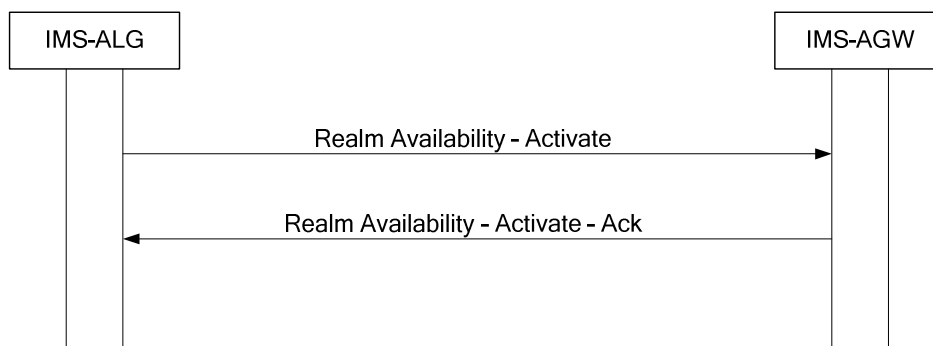 IMS-ALG
IMS-AGW
Realm Availability - Activate
Realm Availability - Activate - Ack